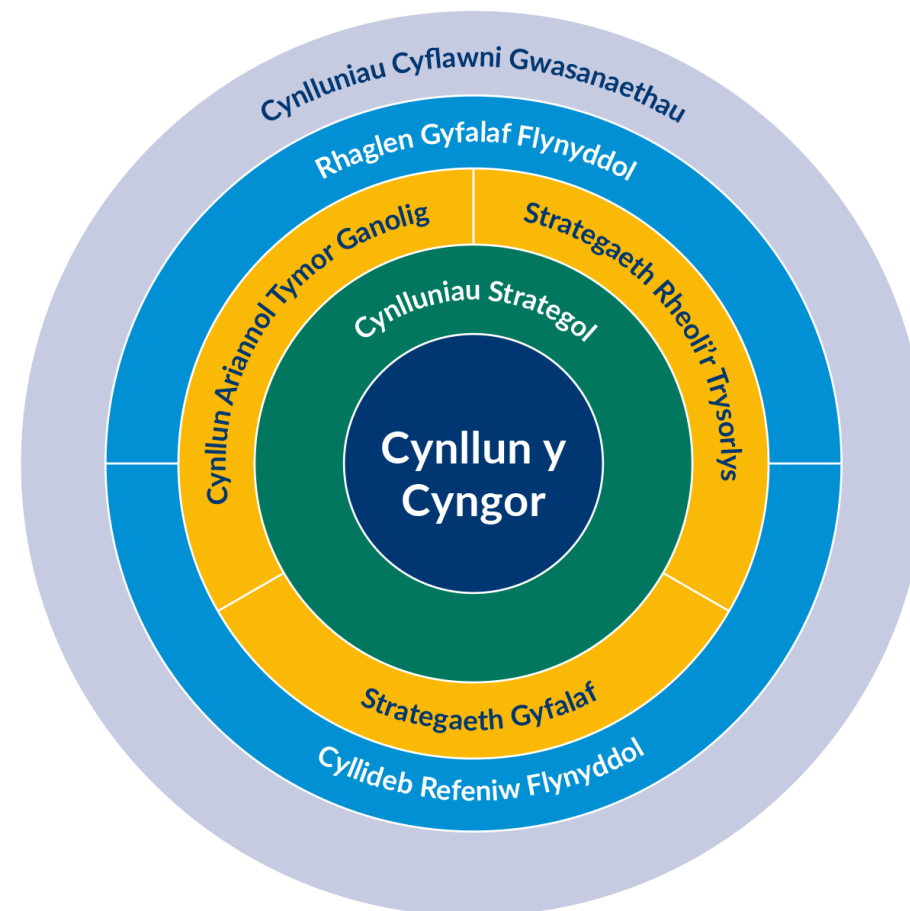 Cynlluniau Cyflawni Gwasanaethau
Rhaglen Gyfalaf Flynyddol
Cynllun Ariannol Tymor Ganolig
Strategaeth Rheoli'r Trysorlys
Cynlluniau Strategol
Cynllun y
Cyngor
Strategaeth Gyfalaf
Cyllideb Refeniw Flynyddol